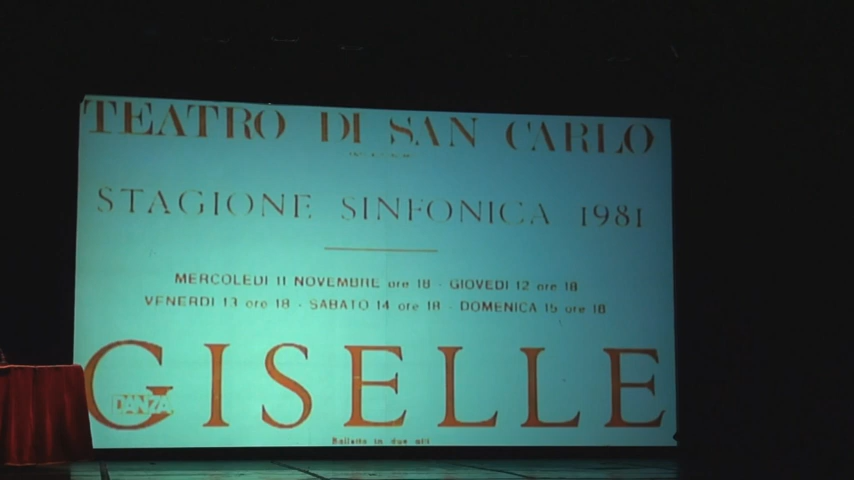 TEATRO DI SAN CARLO
STAGIONE SINFONICA 1981
MERCOLEDI 11 NOVEMBRE ore 18 - GIOVEDI 12 ore 18
VENERDI 13 ore 18 - SABATO 14 ore 18 - DOMENICA 15 ore 18
GISELLE
DANZA
Balletto in due atti